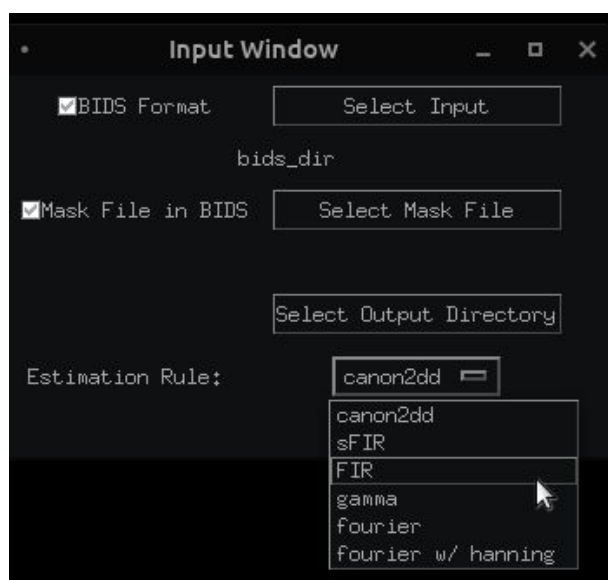 Input Window
BIDS Format Select Input
bids_dir
Mask File in BIDS Select Mask File
Select Output Directory
Estimation Rule: canon2dd
canon2dd
sFIR
FIR
gamma
fourier
fourier w/ hanning